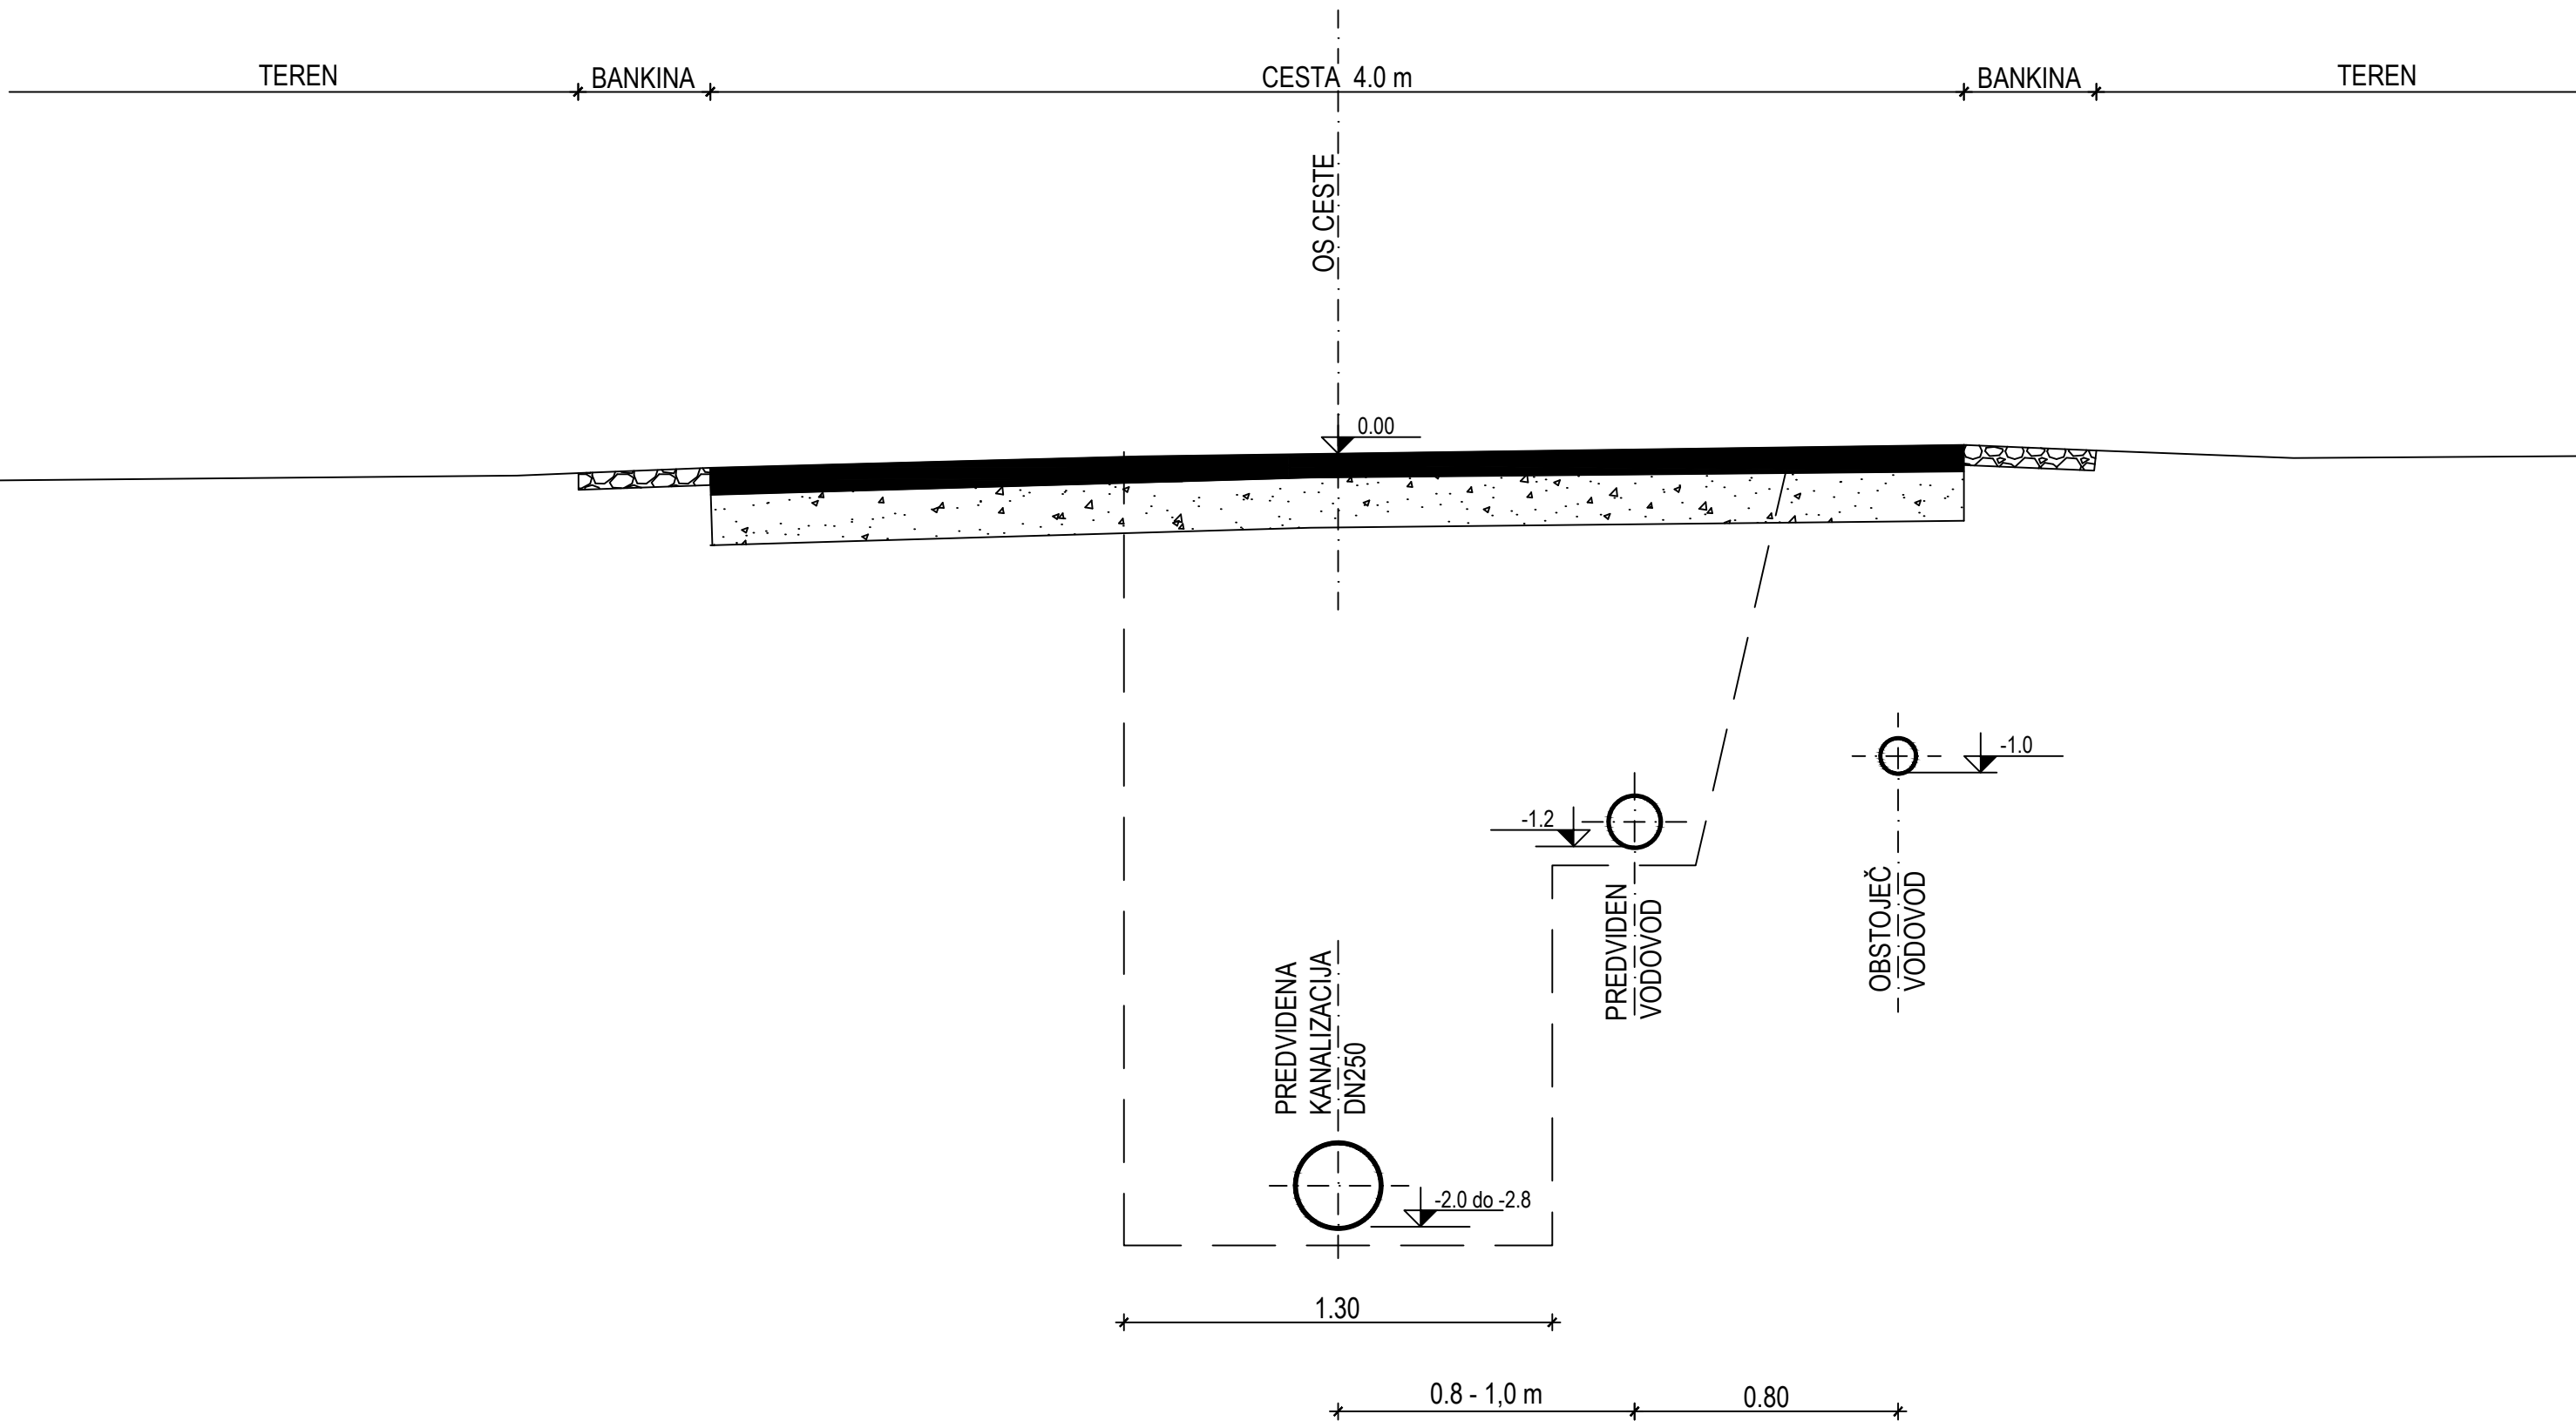 TEREN
BANKINA
CESTA 4.0 m
BANKINA
TEREN
OS CESTE
0.00
-1.0
-1.2
OBSTOJEČ
VODOVOD
PREDVIDEN
VODOVOD
PREDVIDENA
KANALIZACIJA
DN250
-2.0 do -2.8
1.30
0.8 - 1,0 m
0.80